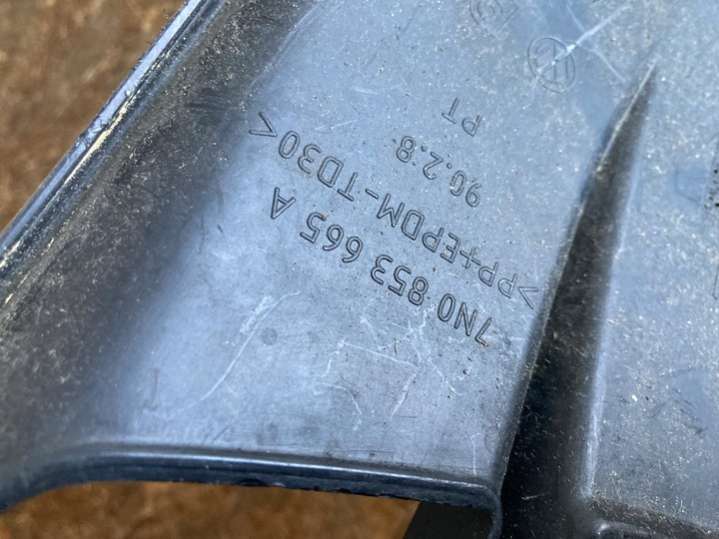 7N0 853 665 A
>PP+EPDM-TD30<
96.2.8
PT